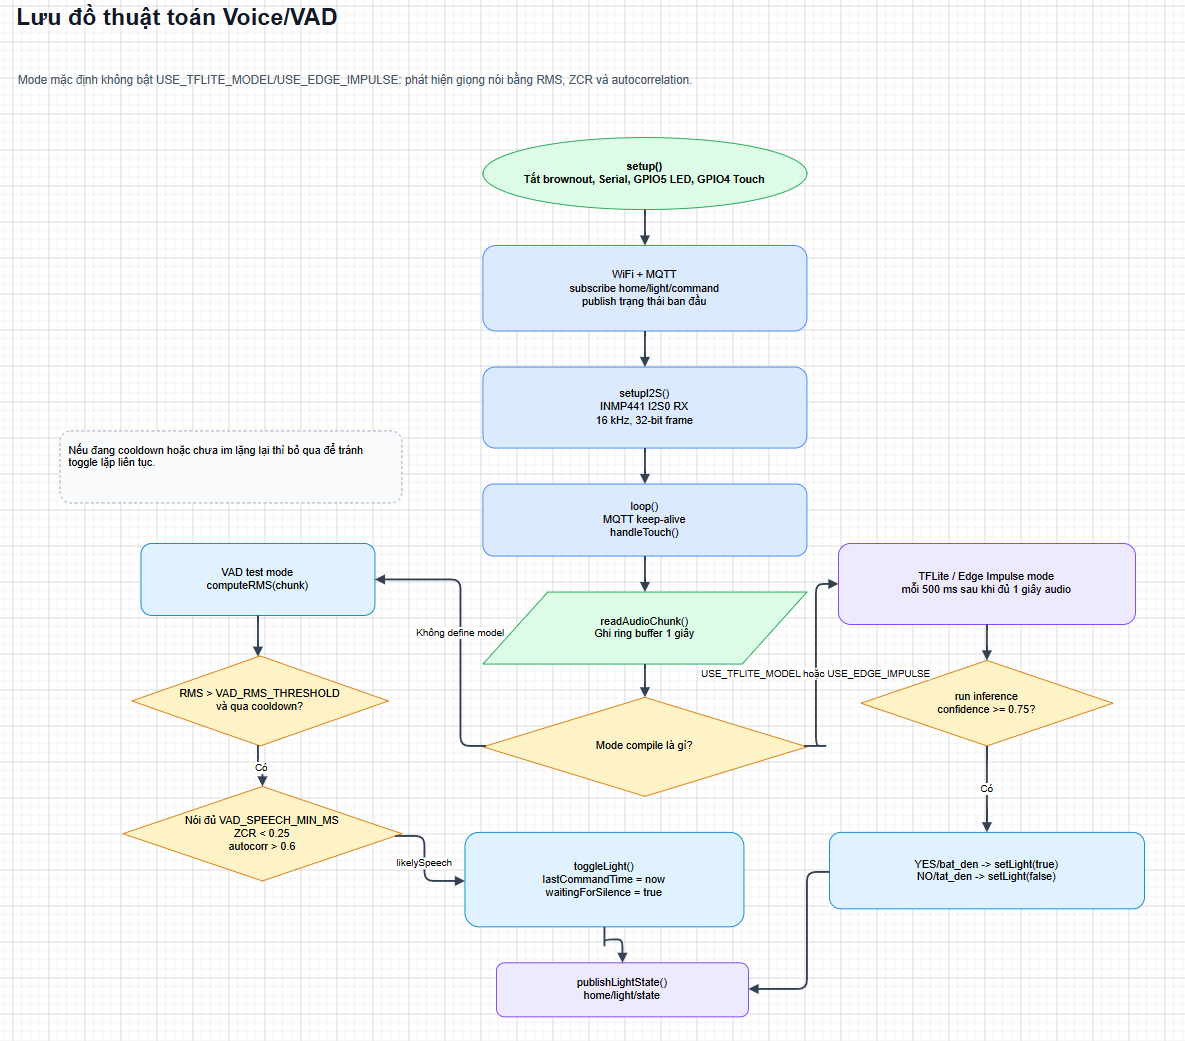 Lưu đồ thuật toán Voice/VAD
Mode mặc định không bật USE_TFLITE_MODEL/USE_EDGE_IMPULSE: phát hiện giọng nói bằng RMS, ZCR và autocorrelation.
setup()
Tắt brownout, Serial, GPIO5 LED, GPIO4 Touch
WiFi + MQTT
subscribe home/light/command
publish trạng thái ban đầu
setupI2S()
INMP441 I2S0 RX
16 kHz, 32-bit frame
Nếu đang cooldown hoặc chưa im lặng lại thì bỏ qua để tránh
toggle lặp liên tục.
loop()
MQTT keep-alive
handleTouch()
VAD test mode
computeRMS(chunk)
TFLite / Edge Impulse mode
mỗi 500 ms sau khi đủ 1 giây audio
readAudioChunk()
Ghi ring buffer 1 giây
Không define model
USE_TFLITE_MODEL hoặc USE_EDGE_IMPULSE
RMS > VAD_RMS_THRESHOLD
và qua cooldown?
run inference
confidence >= 0.75?
Mode compile là gì?
Có
Có
Nói đủ VAD_SPEECH_MIN_MS
ZCR < 0.25
autocorr > 0.6
likelySpeech
toggleLight()
lastCommandTime = now
waitingForSilence = true
YES/bat_den -> setLight(true)
NO/tat_den -> setLight(false)
publishLightState()
home/light/state